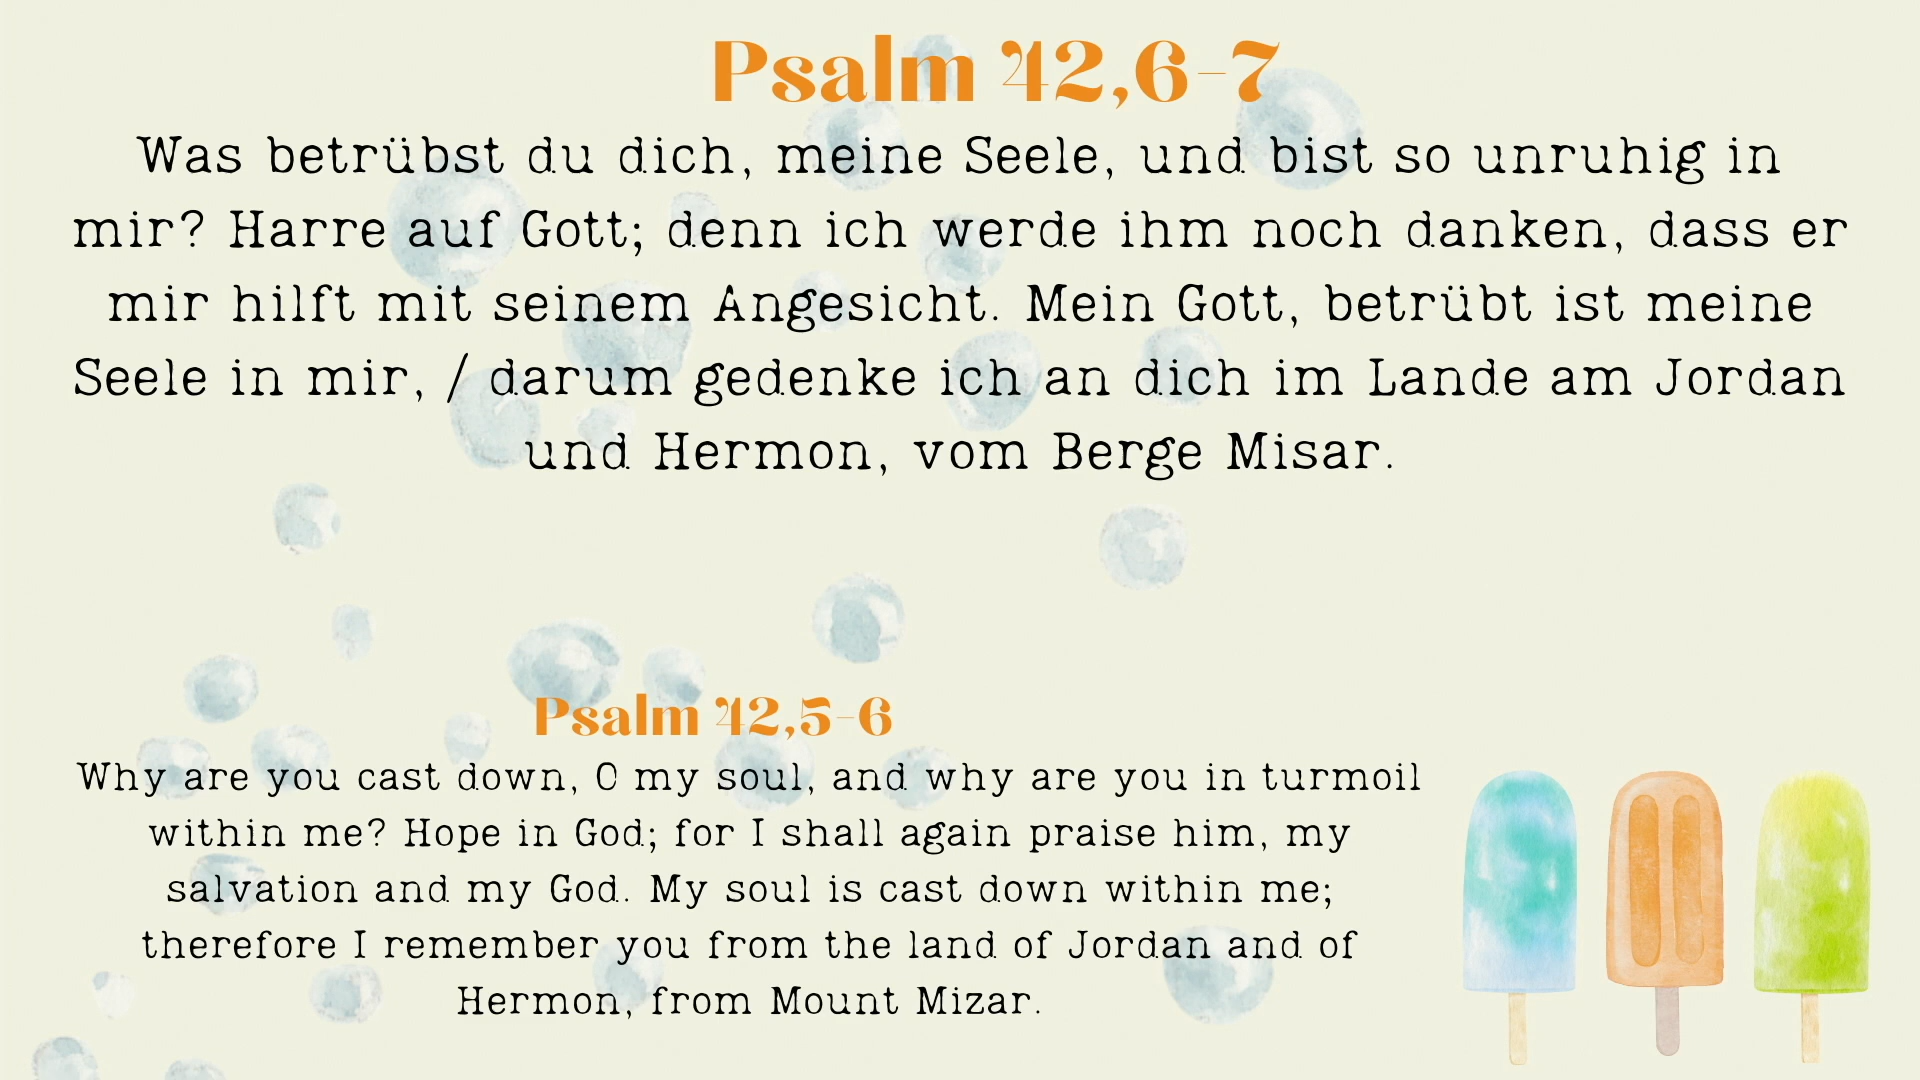 Psalm 42,6-7
Was betrübst du dich, meine Seele, und bist so unruhig in
mir? Harre auf Gott; denn ich werde ihm noch danken, dass er
mir hilft mit seinem Angesicht. Mein Gott, betrübt ist meine
Seele in mir, / darum gedenke ich an dich im Lande am Jordan
und Hermon, vom Berge Misar.
Psalm 42,5-6
Why are you cast down, O my soul, and why are you in turmoil
within me? Hope in God; for I shall again praise him, my
salvation and my God. My soul is cast down within me;
therefore I remember you from the land of Jordan and of
Hermon, from Mount Mizar.